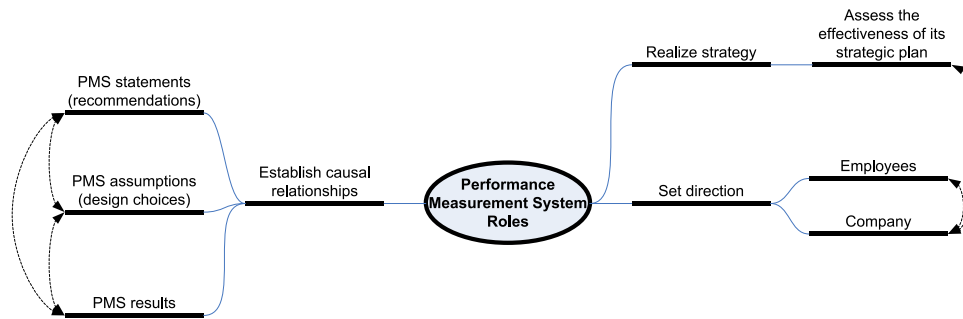 PMS statements
(recommendations)
PMS assumptions
(design choices)
PMS results
Establish causal
relationships
Performance
Measurement System
Roles
Realize strategy
Assess the
effectiveness of its
strategic plan
Set direction
Employees
Company